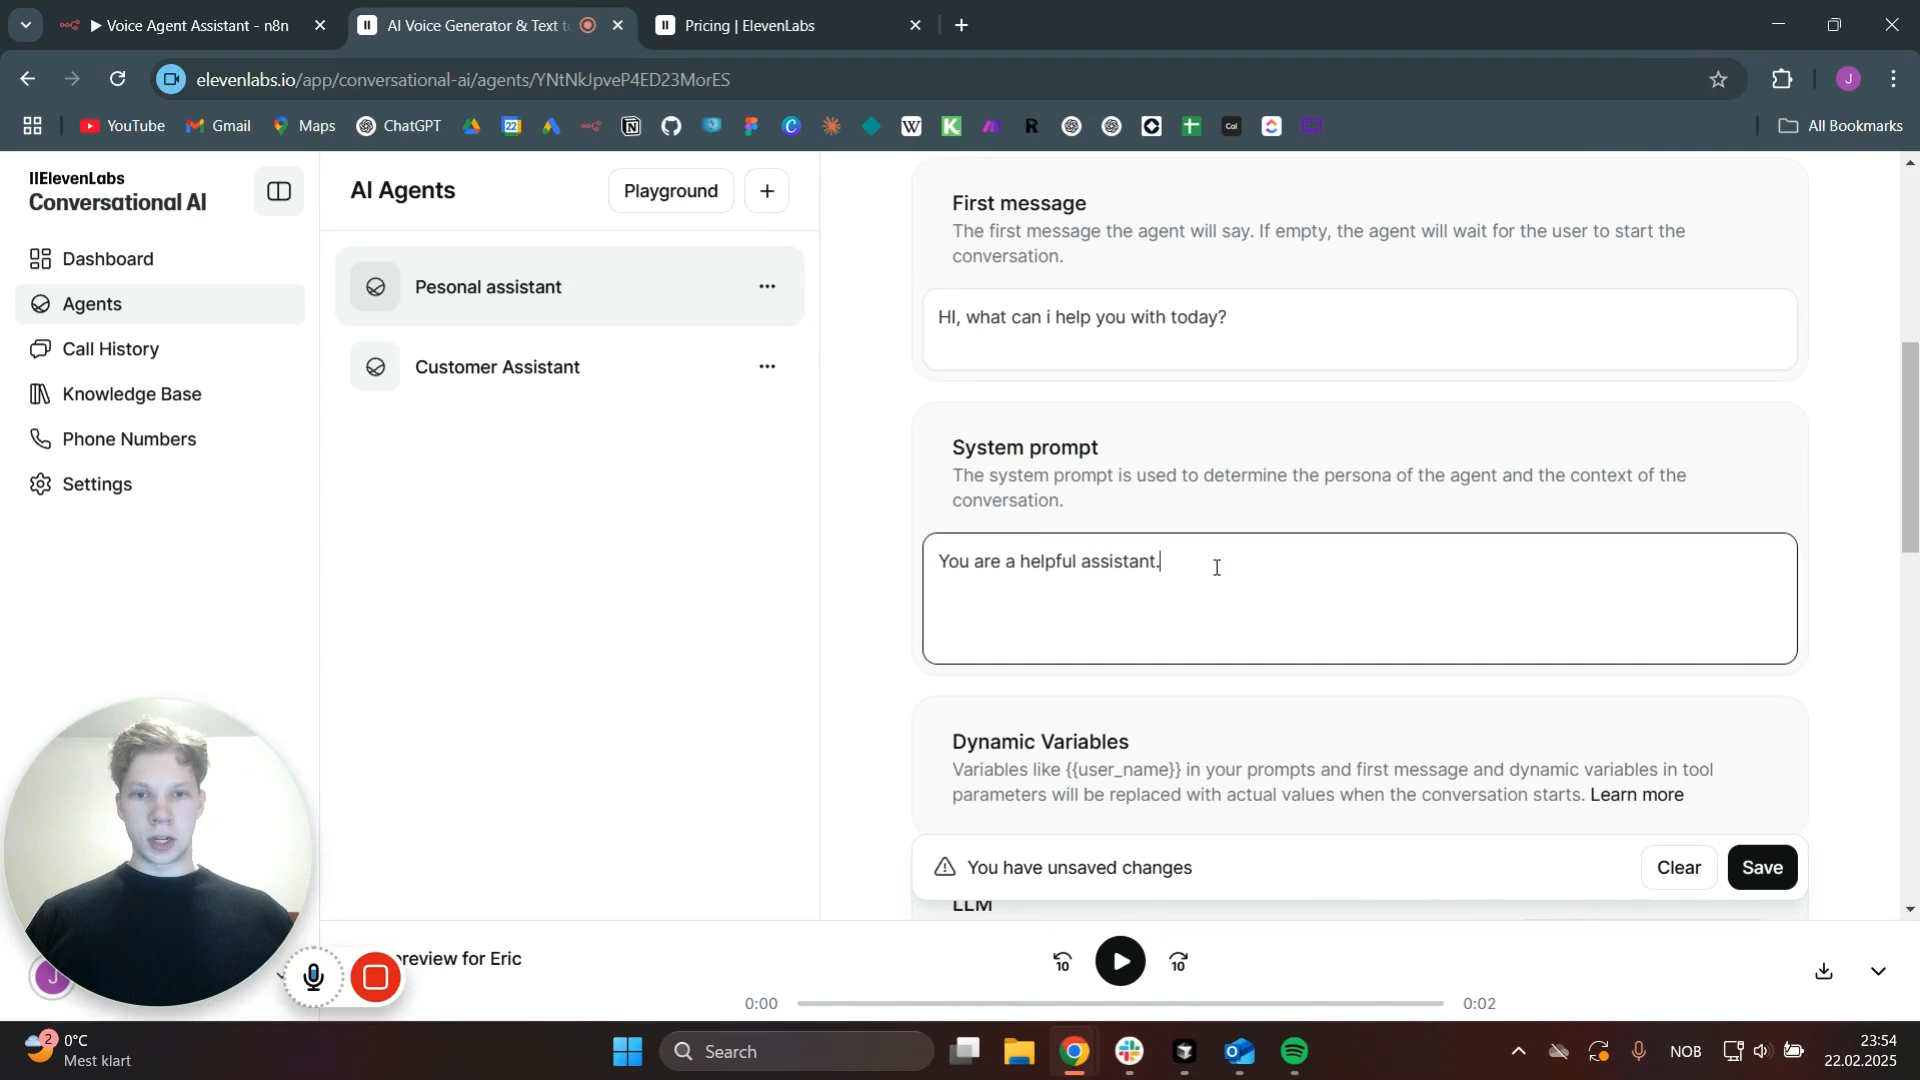 ▶ Voice Agent Assistant - n8n
AI Voice Generator & Text to
Pricing | ElevenLabs
elevenlabs.io/app/conversational-ai/agents/YNtNkJpveP4ED23MorES
J
YouTube
Gmail
Maps
ChatGPT
All Bookmarks
IIElevenLabs
Conversational AI
Dashboard
Agents
Call History
Knowledge Base
Phone Numbers
Settings
AI Agents
Playground
+
Pesonal assistant
Customer Assistant
First message
The first message the agent will say. If empty, the agent will wait for the user to start the
conversation.
HI, what can i help you with today?
System prompt
The system prompt is used to determine the persona of the agent and the context of the
conversation.
You are a helpful assistant.
Dynamic Variables
Variables like {{user_name}} in your prompts and first message and dynamic variables in tool
parameters will be replaced with actual values when the conversation starts. Learn more
You have unsaved changes
Clear
Save
LLM
preview for Eric
10
10
0:00
0:02
J
2
0°C
Mest klart
Search
NOB
23:54
22.02.2025